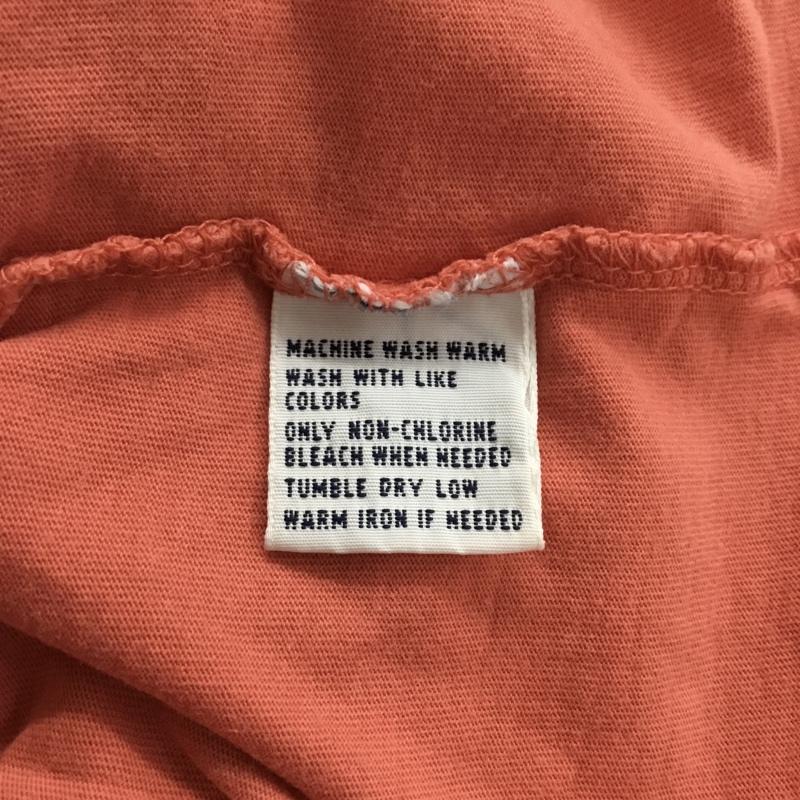 MACHINE WASH WARM
WASH WITH LIKE
COLORS
ONLY NON-CHLORINE
BLEACH WHEN NEEDED
TUMBLE DRY LOW
WARM IRON IF NEEDED